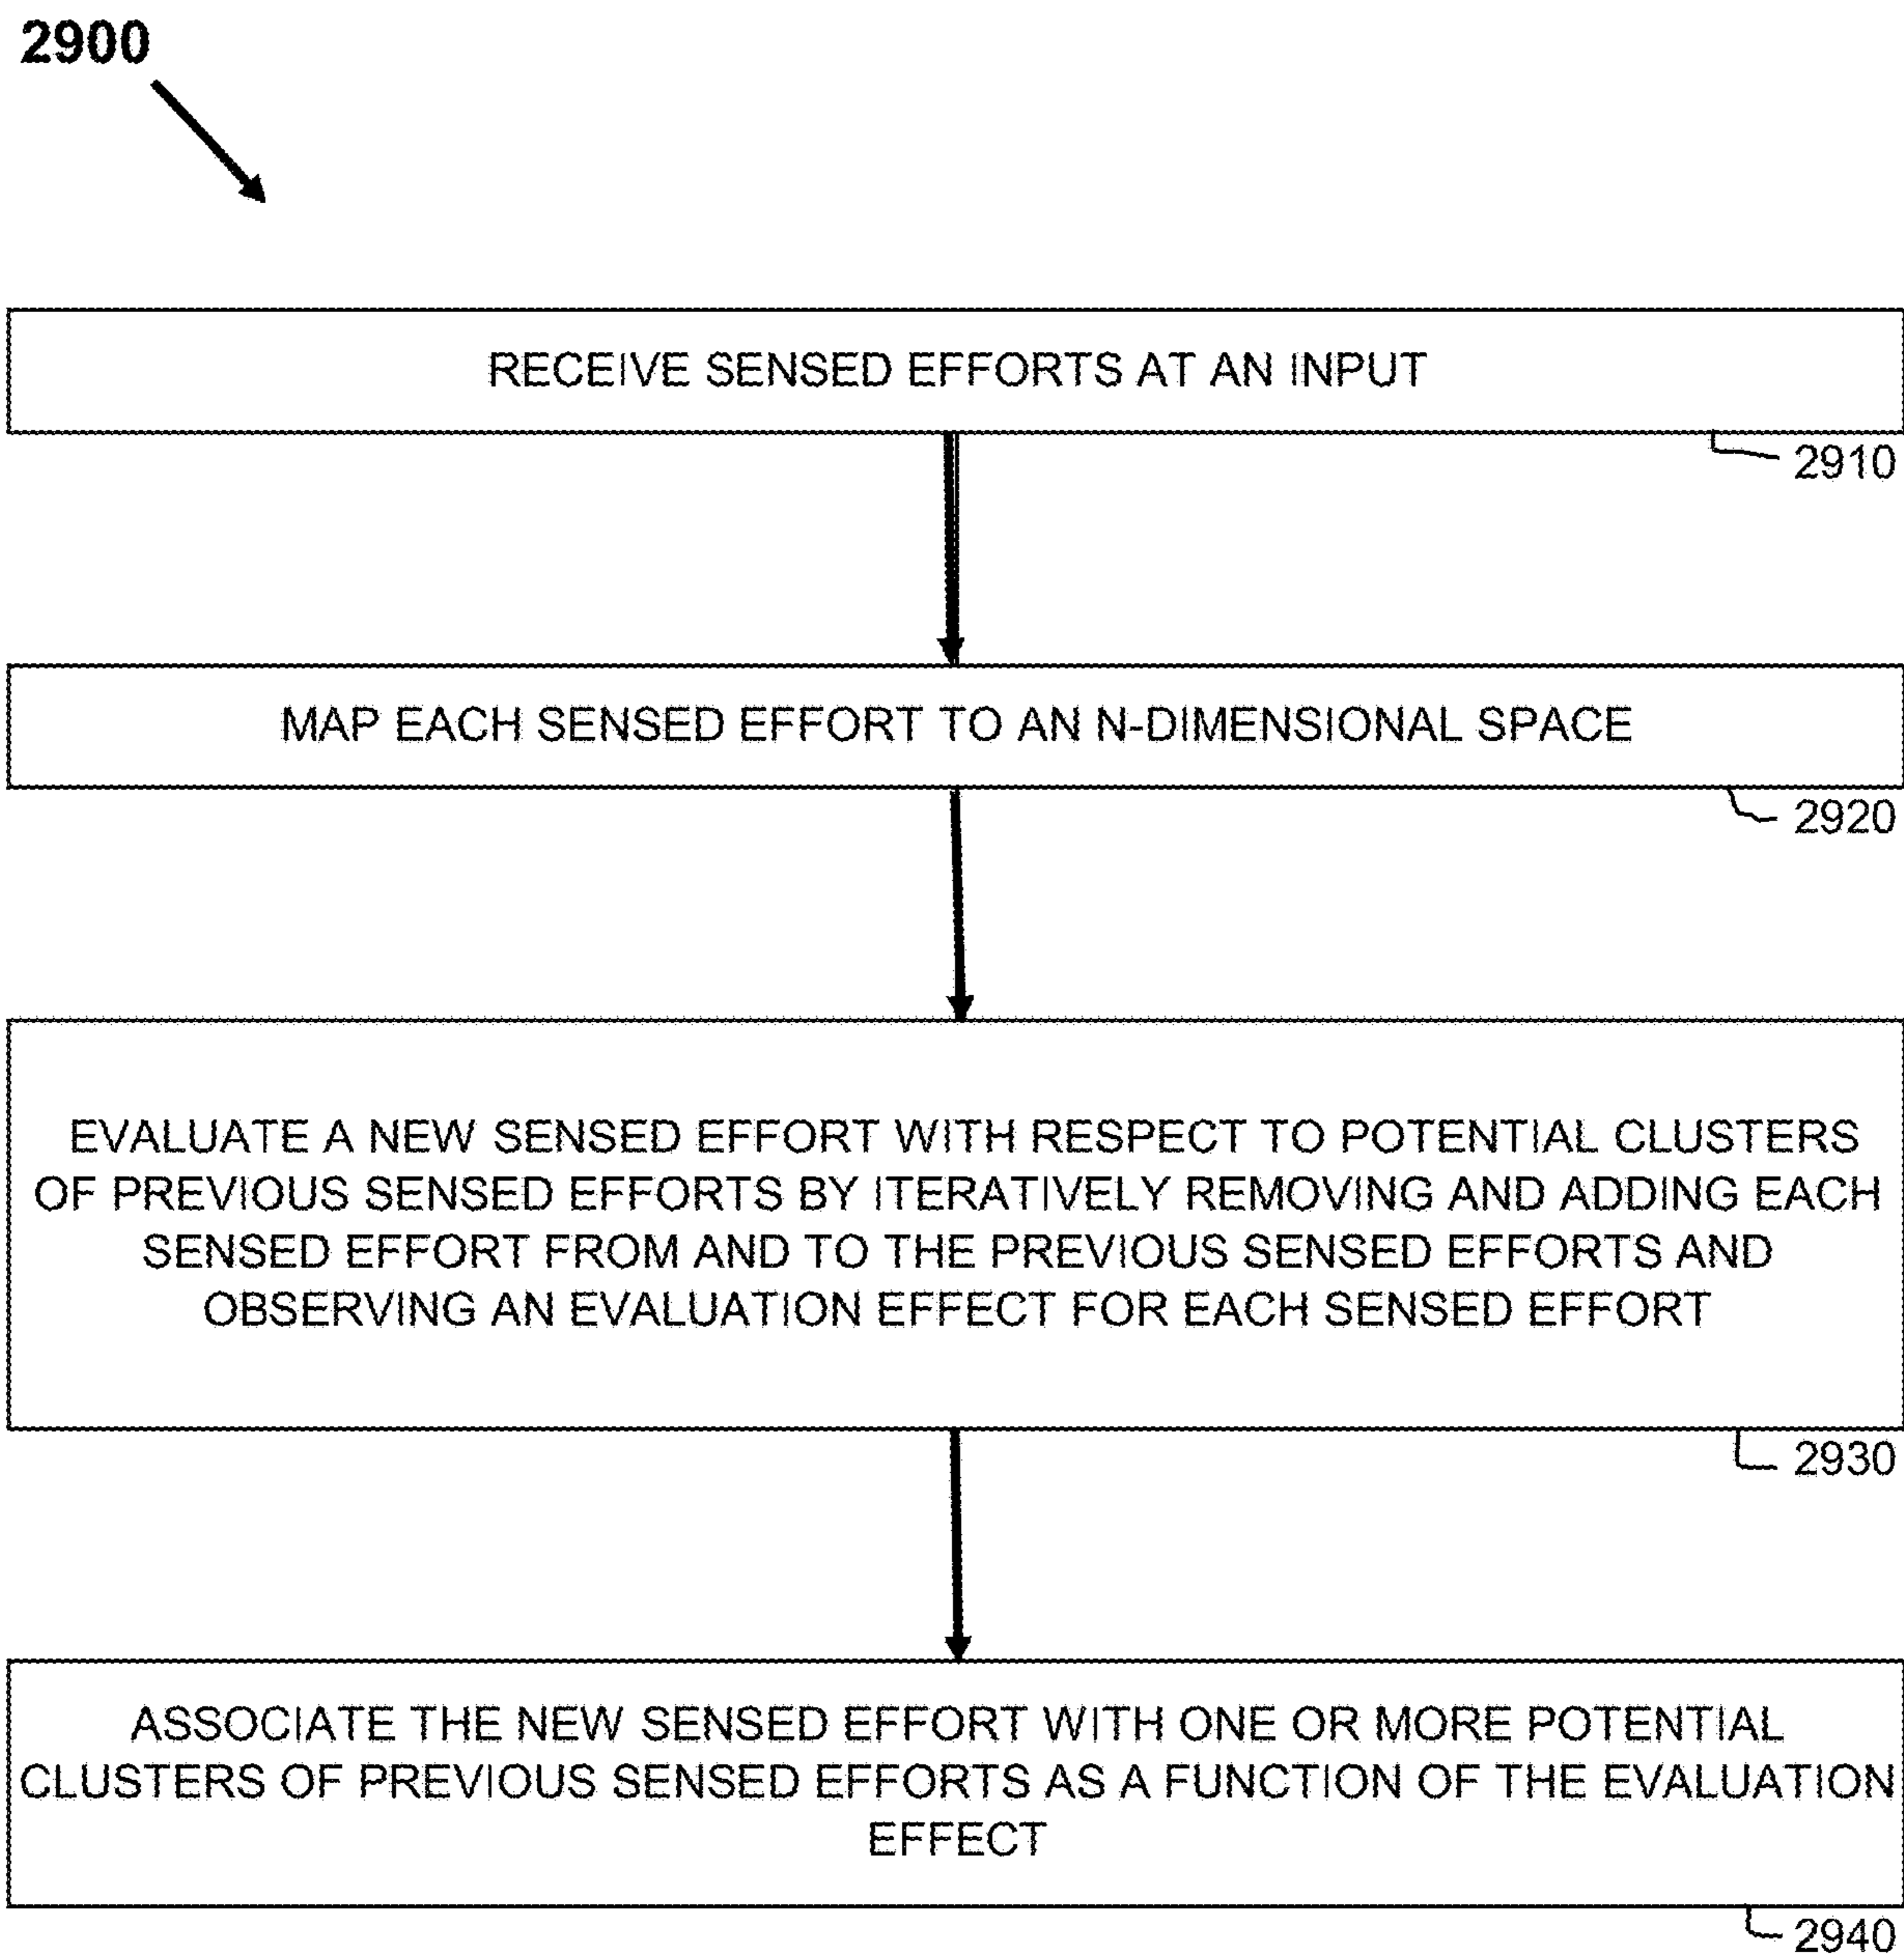 2900
RECEIVE SENSED EFFORTS AT AN INPUT
2910
MAP EACH SENSED EFFORT TO AN N-DIMENSIONAL SPACE
2920
EVALUATE A NEW SENSED EFFORT WITH RESPECT TO POTENTIAL CLUSTERS
OF PREVIOUS SENSED EFFORTS BY ITERATIVELY REMOVING AND ADDING EACH
SENSED EFFORT FROM AND TO THE PREVIOUS SENSED EFFORTS AND
OBSERVING AN EVALUATION EFFECT FOR EACH SENSED EFFORT
2930
ASSOCIATE THE NEW SENSED EFFORT WITH ONE OR MORE POTENTIAL
CLUSTERS OF PREVIOUS SENSED EFFORTS AS A FUNCTION OF THE EVALUATION
EFFECT
2940